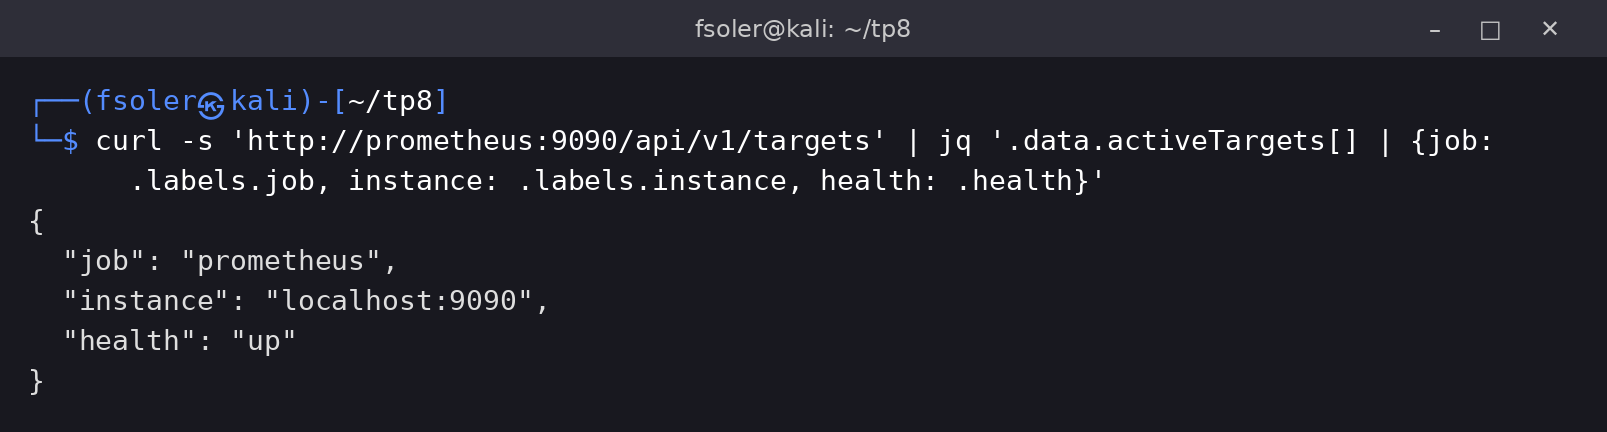 fsoler@kali: ~/tp8
┌──(fsoler㉿kali)-[~/tp8]
└─$ curl -s 'http://prometheus:9090/api/v1/targets' | jq '.data.activeTargets[] | {job:
      .labels.job, instance: .labels.instance, health: .health}'
{
  "job": "prometheus",
  "instance": "localhost:9090",
  "health": "up"
}